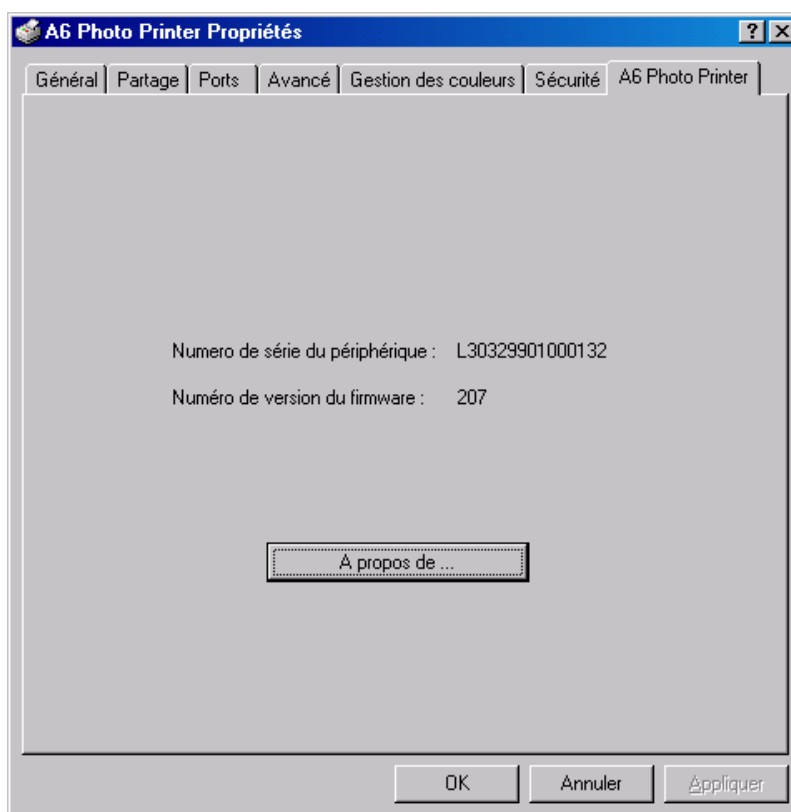 A6 Photo Printer Propriétés
Général Partage Ports Avancé Gestion des couleurs Sécurité A6 Photo Printer
Numero de série du périphérique : L30329901000132
Numéro de version du firmware : 207
A propos de ...
OK Annuler Appliquer